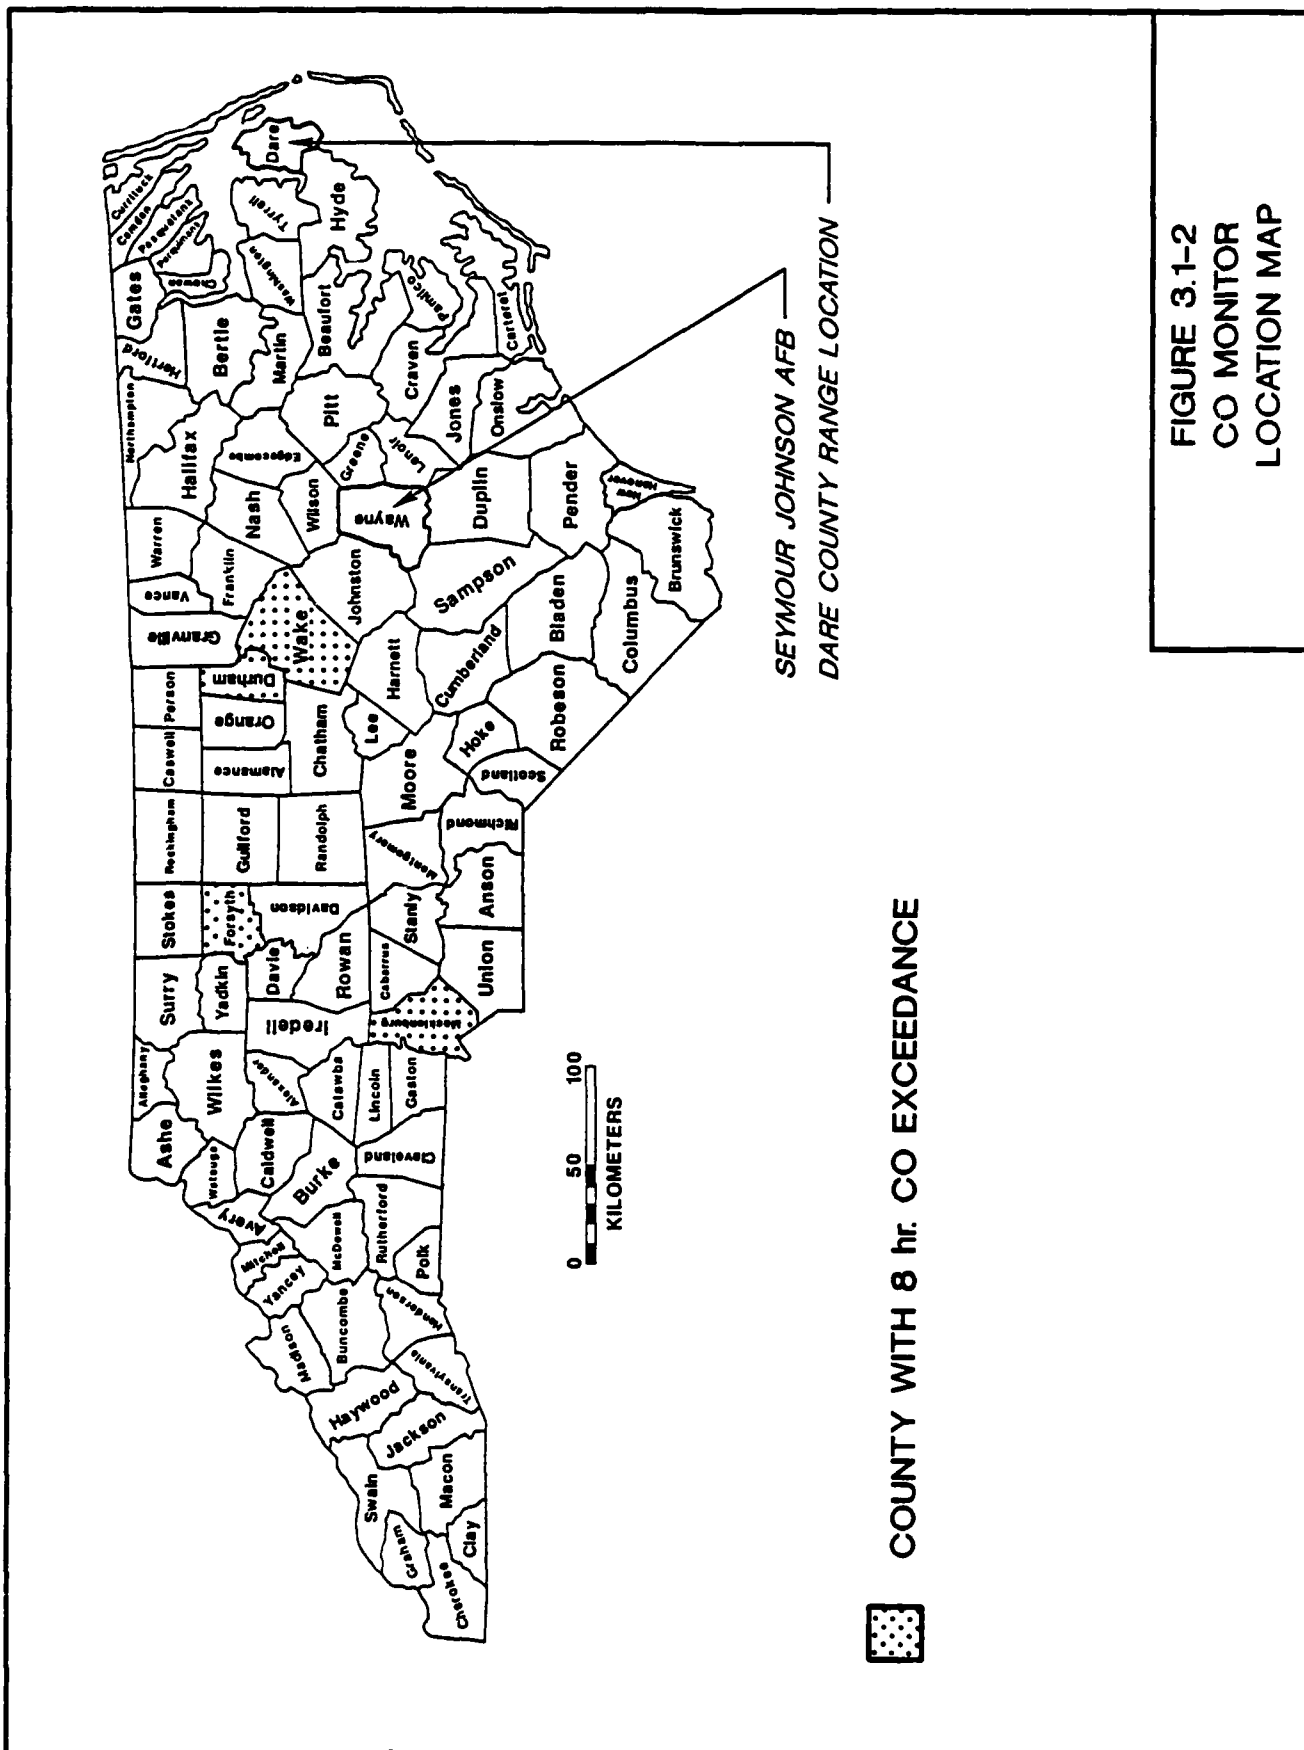 Cherokee
Graham
Clay
Swain
Macon
Jackson
Haywood
Transylvania
Madison
Buncombe
Henderson
Yancey
Mitchell
Avery
McDowell
Rutherford
Polk
Burke
Cleveland
Watauga
Caldwell
Ashe
Alleghany
Wilkes
Alexander
Catawba
Lincoln
Gaston
Surry
Yadkin
Iredell
Mecklenburg
Stokes
Forsyth
Davie
Davidson
Rowan
Cabarrus
Stanly
Union
Anson
Rockingham
Guilford
Randolph
Montgomery
Richmond
Caswell
Alamance
Chatham
Moore
Scotland
Hoke
Person
Orange
Durham
Lee
Harnett
Cumberland
Robeson
Granville
Vance
Warren
Franklin
Wake
Johnston
Sampson
Bladen
Columbus
Brunswick
Northampton
Halifax
Nash
Edgecombe
Wilson
Wayne
Greene
Lenoir
Duplin
Pender
New
Hanover
Hertford
Gates
Bertie
Martin
Pitt
Beaufort
Craven
Jones
Onslow
Pamlico
Carteret
Currituck
Camden
Pasquotank
Perquimans
Chowan
Washington
Tyrrell
Hyde
Dare
0 50 100
KILOMETERS
SEYMOUR JOHNSON AFB
DARE COUNTY RANGE LOCATION
COUNTY WITH 8 hr. CO EXCEEDANCE
FIGURE 3.1-2
CO MONITOR
LOCATION MAP